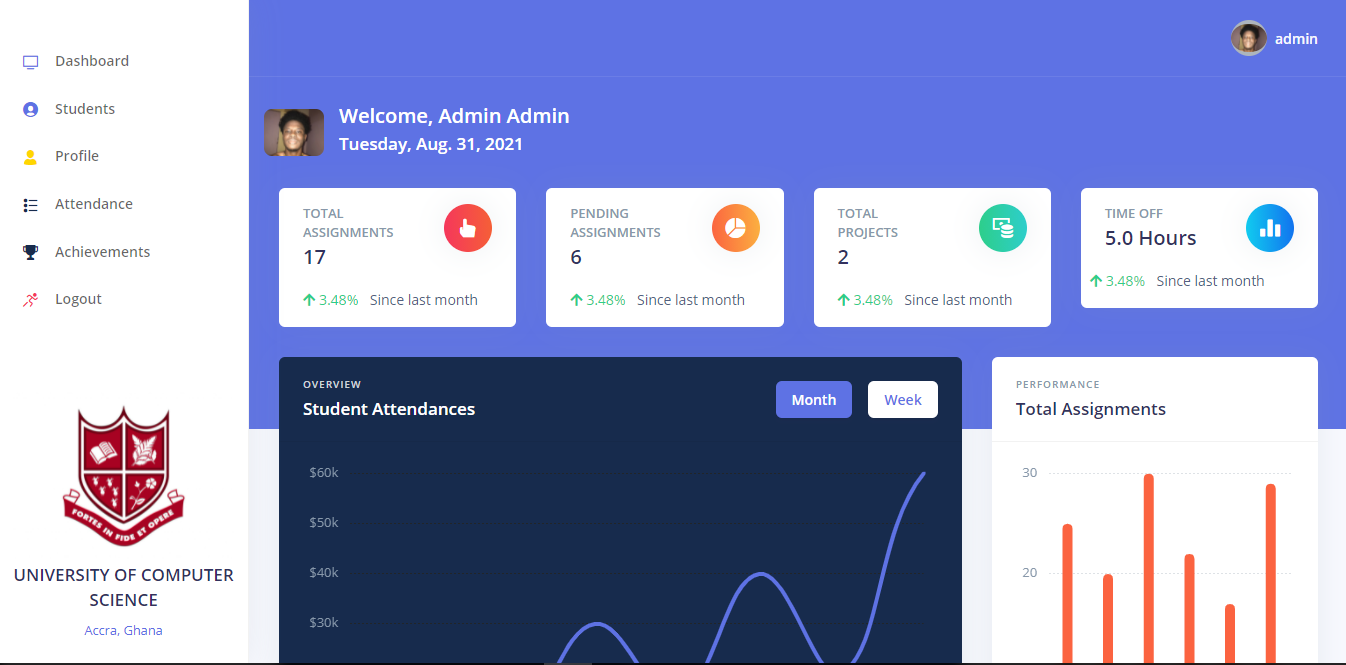 Dashboard
Students
Profile
Attendance
Achievements
Logout
FORTES IN FIDE ET OPERE
UNIVERSITY OF COMPUTER
SCIENCE
Accra, Ghana
admin
Welcome, Admin Admin
Tuesday, Aug. 31, 2021
TOTAL
ASSIGNMENTS
17
3.48% Since last month
PENDING
ASSIGNMENTS
6
3.48% Since last month
TOTAL
PROJECTS
2
3.48% Since last month
TIME OFF
5.0 Hours
3.48% Since last month
OVERVIEW
Student Attendances
Month
Week
$60k
$50k
$40k
$30k
PERFORMANCE
Total Assignments
30
20